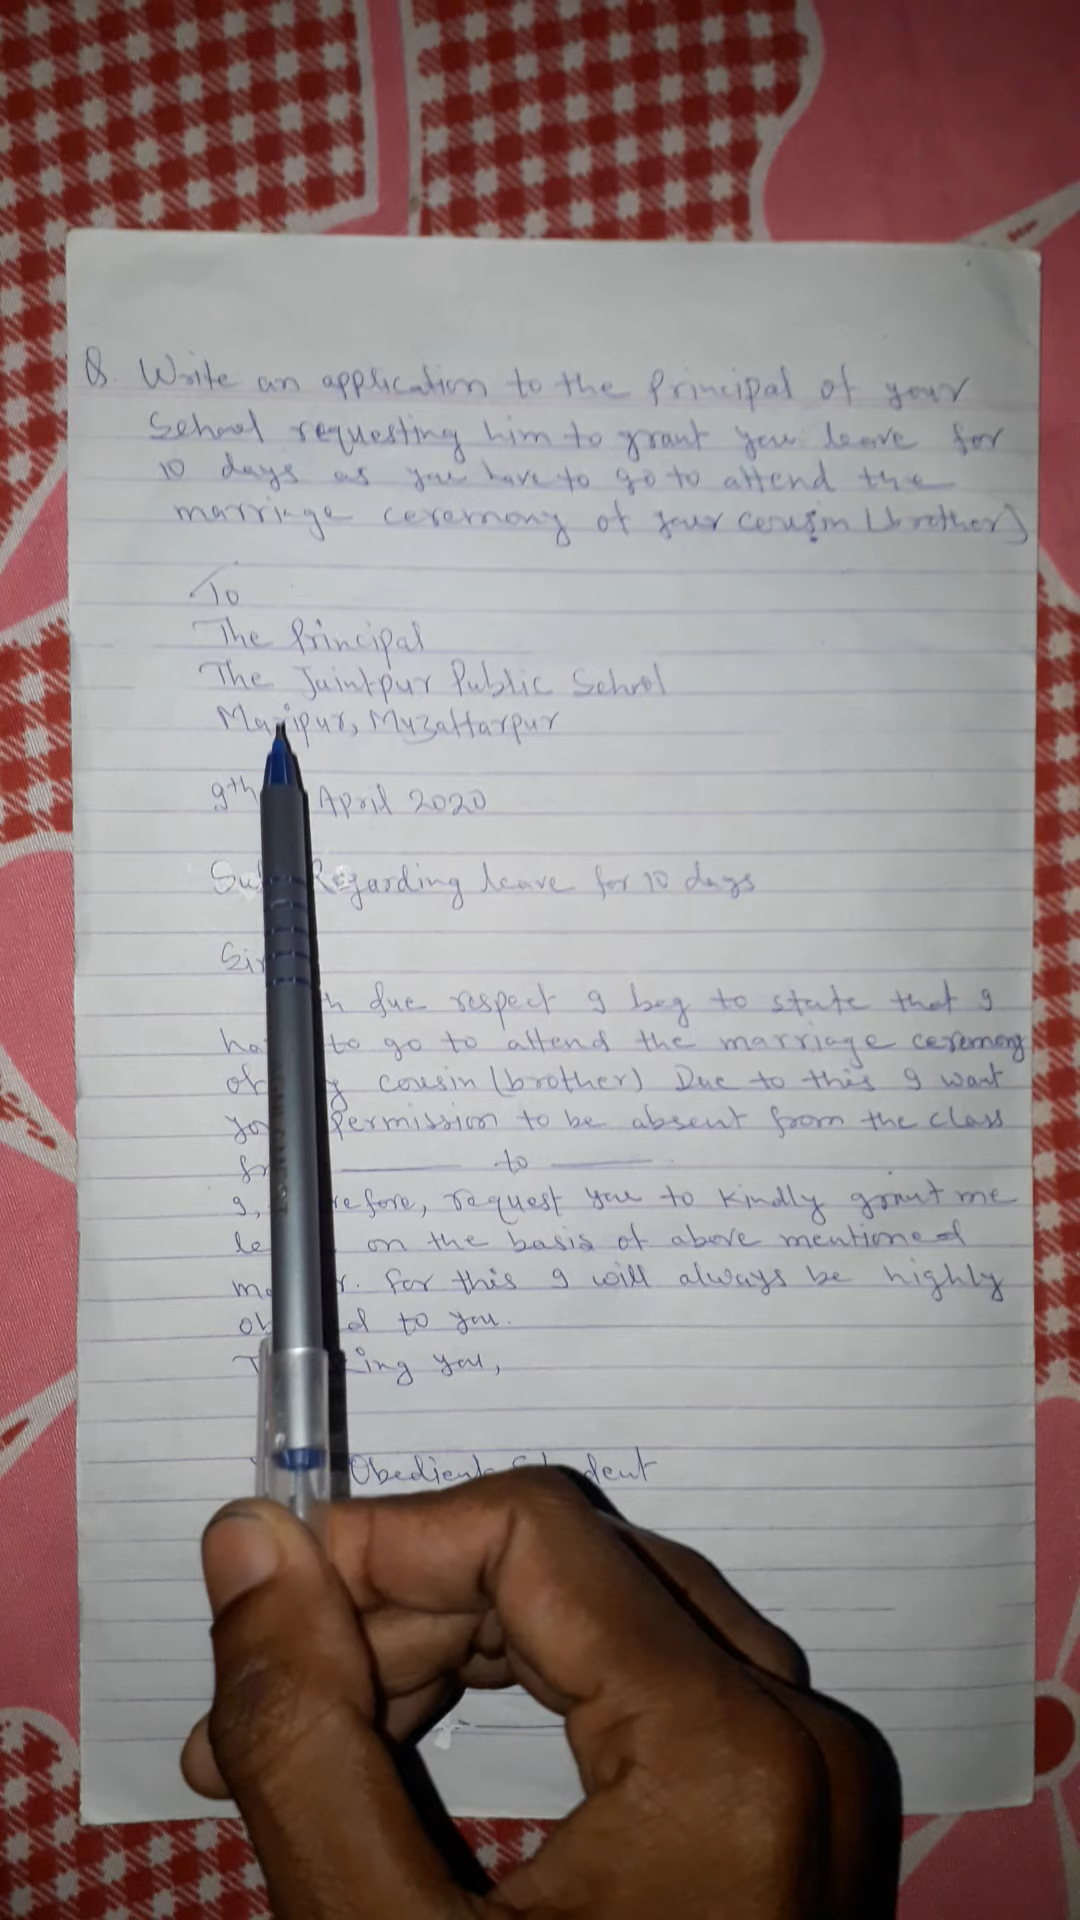 Q. Write an application to the Principal of your
School requesting him to grant you leave for
10 days as you have to go to attend the
marriage ceremony of your cousin (brother)
To
The Principal
The Jaintpur Public School
Maripur, Muzaffarpur
9th April 2020
Regarding leave for 10 days
Sir
due respect I beg to state that I
to go to attend the marriage ceremony
of cousin (brother) Due to this I want
permission to be absent from the class
to
I, request you to kindly grant me
on the basis of above mentioned
For this I will always be highly
to you.
you,
Obedient Student